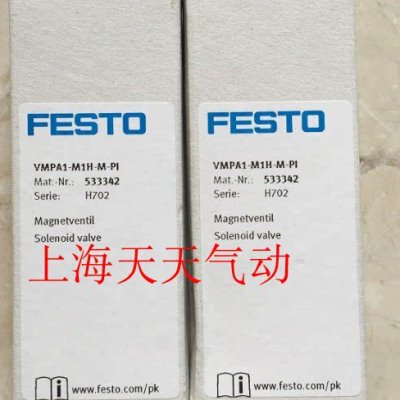 FESTO
VMPA1-M1H-M-PI
Mat.-Nr.: 533342
Serie: H702
Magnetventil
Solenoid valve
www.festo.com/pk
FESTO
VMPA1-M1H-M-PI
Mat.-Nr.: 533342
Serie: H702
Magnetventil
Solenoid valve
www.festo.com/pk
上海天天气动